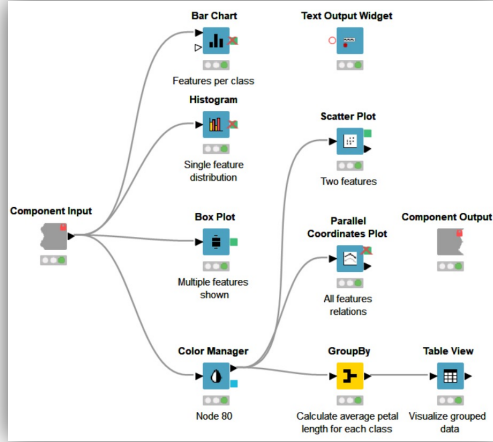 Bar Chart
Text Output Widget
Features per class
Histogram
Scatter Plot
Single feature
distribution
Two features
Component Input
Box Plot
Parallel
Coordinates Plot
Component Output
Multiple features
shown
All features
relations
Color Manager
GroupBy
Table View
Node 80
Calculate average petal
length for each class
Visualize grouped
data